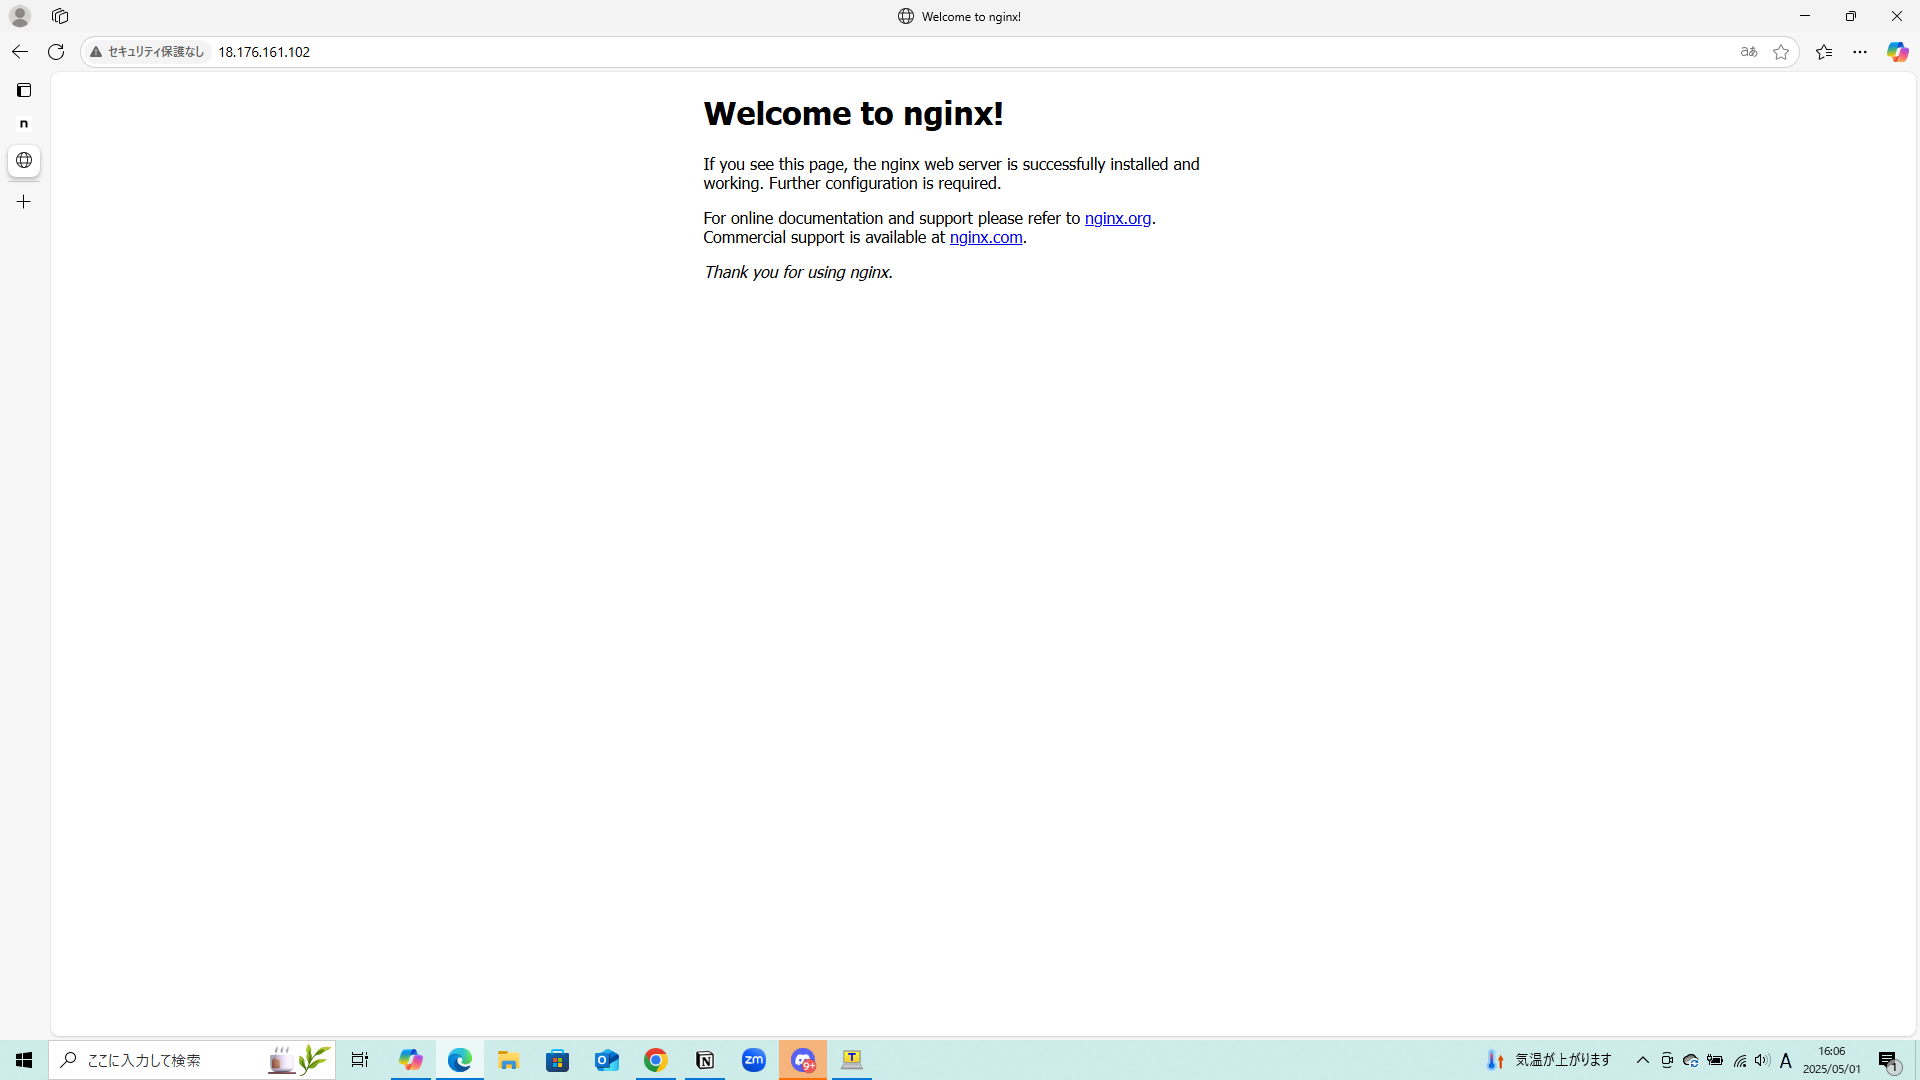 Welcome to nginx!
セキュリティ保護なし 18.176.161.102 aあ
n
Welcome to nginx!
If you see this page, the nginx web server is successfully installed and
working. Further configuration is required.
For online documentation and support please refer to nginx.org.
Commercial support is available at nginx.com.
Thank you for using nginx.
ここに入力して検索
zm
9+
T
気温が上がります
A
16:06
2025/05/01
1